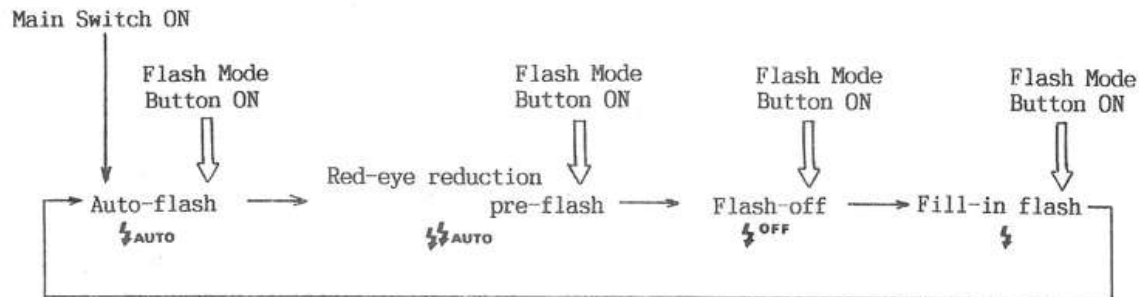 Main Switch ON
Flash Mode
Button ON
Flash Mode
Button ON
Flash Mode
Button ON
Flash Mode
Button ON
Red-eye reduction
Auto-flash
pre-flash
Flash-off
Fill-in flash
AUTO
AUTO
OFF